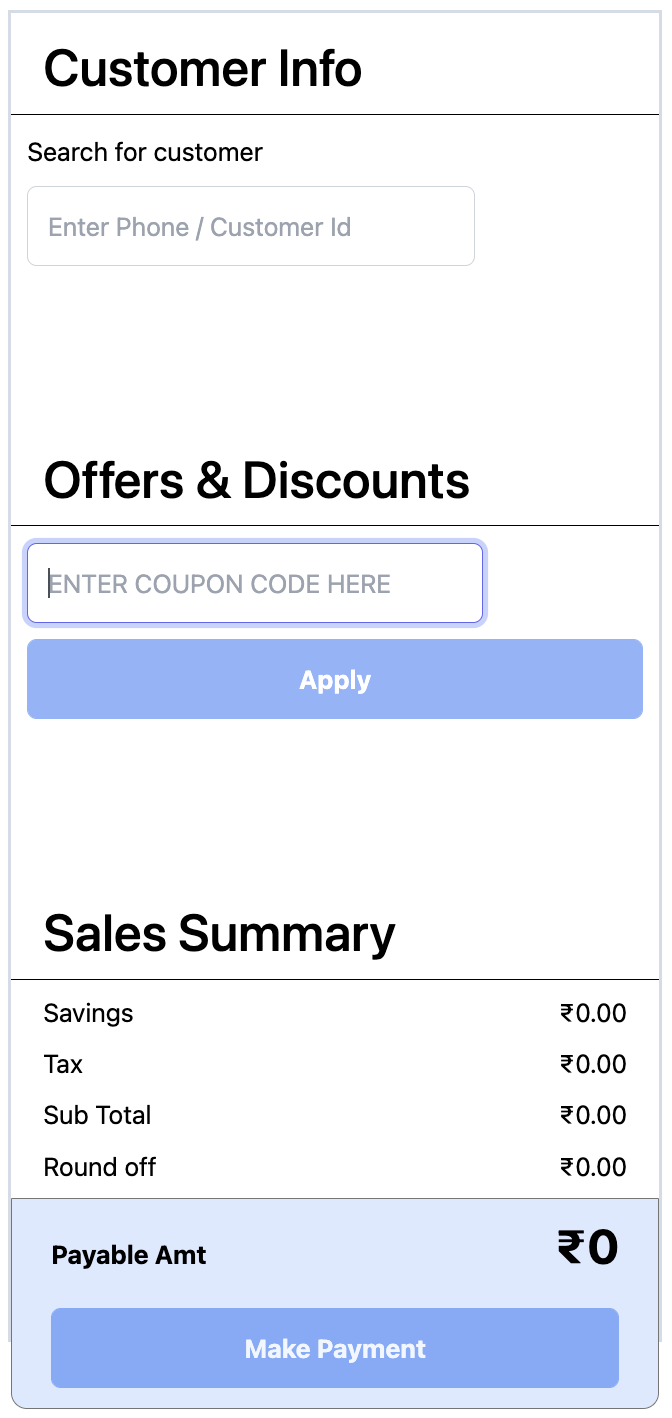 Customer Info
Search for customer
Enter Phone / Customer Id
Offers & Discounts
ENTER COUPON CODE HERE
Apply
Sales Summary
Savings ₹0.00
Tax ₹0.00
Sub Total ₹0.00
Round off ₹0.00
Payable Amt ₹0
Make Payment